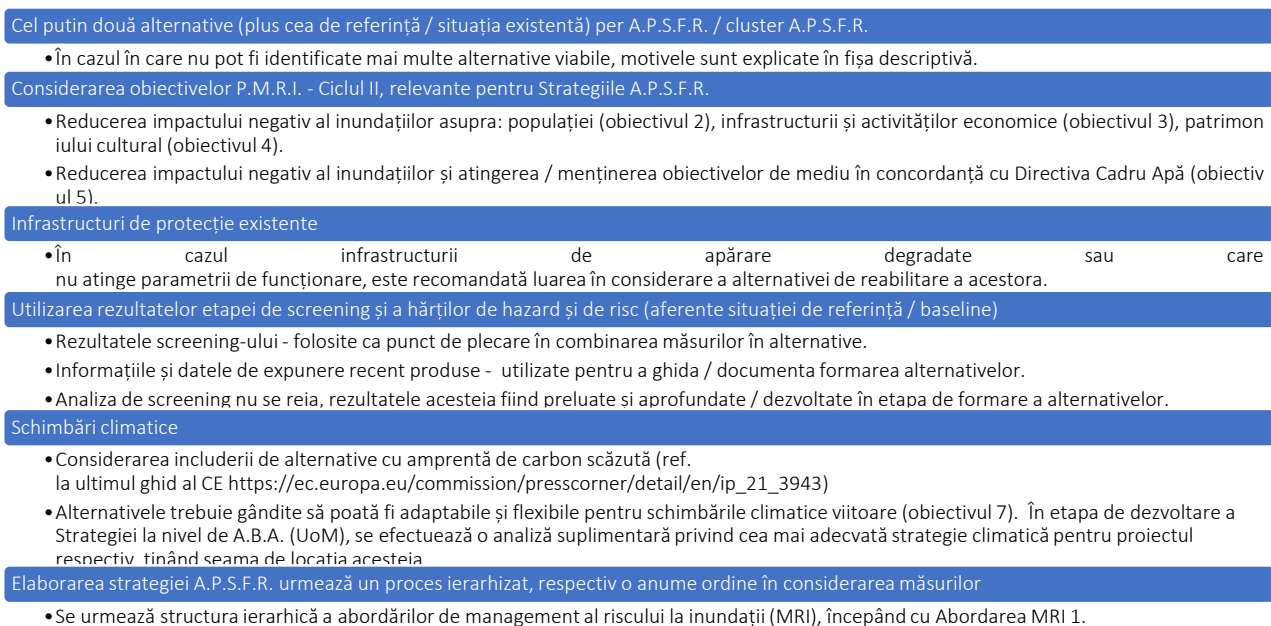 Cel putin două alternative (plus cea de referință / situația existentă) per A.P.S.F.R. / cluster A.P.S.F.R.
•În cazul în care nu pot fi identificate mai multe alternative viabile, motivele sunt explicate în fișa descriptivă.
Considerarea obiectivelor P.M.R.I. - Ciclul II, relevante pentru Strategiile A.P.S.F.R.
•Reducerea impactului negativ al inundațiilor asupra: populației (obiectivul 2), infrastructurii și activităților economice (obiectivul 3), patrimon
iului cultural (obiectivul 4).
•Reducerea impactului negativ al inundațiilor și atingerea / menținerea obiectivelor de mediu în concordanță cu Directiva Cadru Apă (obiectiv
ul 5).
Infrastructuri de protecție existente
•În cazul infrastructurii de apărare degradate sau care
nu atinge parametrii de funcționare, este recomandată luarea în considerare a alternativei de reabilitare a acestora.
Utilizarea rezultatelor etapei de screening și a hărților de hazard și de risc (aferente situației de referință / baseline)
•Rezultatele screening-ului - folosite ca punct de plecare în combinarea măsurilor în alternative.
•Informațiile și datele de expunere recent produse - utilizate pentru a ghida / documenta formarea alternativelor.
•Analiza de screening nu se reia, rezultatele acesteia fiind preluate și aprofundate / dezvoltate în etapa de formare a alternativelor.
Schimbări climatice
•Considerarea includerii de alternative cu amprentă de carbon scăzută (ref.
la ultimul ghid al CE https://ec.europa.eu/commission/presscorner/detail/en/ip_21_3943)
•Alternativele trebuie gândite să poată fi adaptabile și flexibile pentru schimbările climatice viitoare (obiectivul 7). În etapa de dezvoltare a
Strategiei la nivel de A.B.A. (UoM), se efectuează o analiză suplimentară privind cea mai adecvată strategie climatică pentru proiectul
respectiv, ținând seama de locația acesteia
Elaborarea strategiei A.P.S.F.R. urmează un proces ierarhizat, respectiv o anume ordine în considerarea măsurilor
•Se urmează structura ierarhică a abordărilor de management al riscului la inundații (MRI), începând cu Abordarea MRI 1.